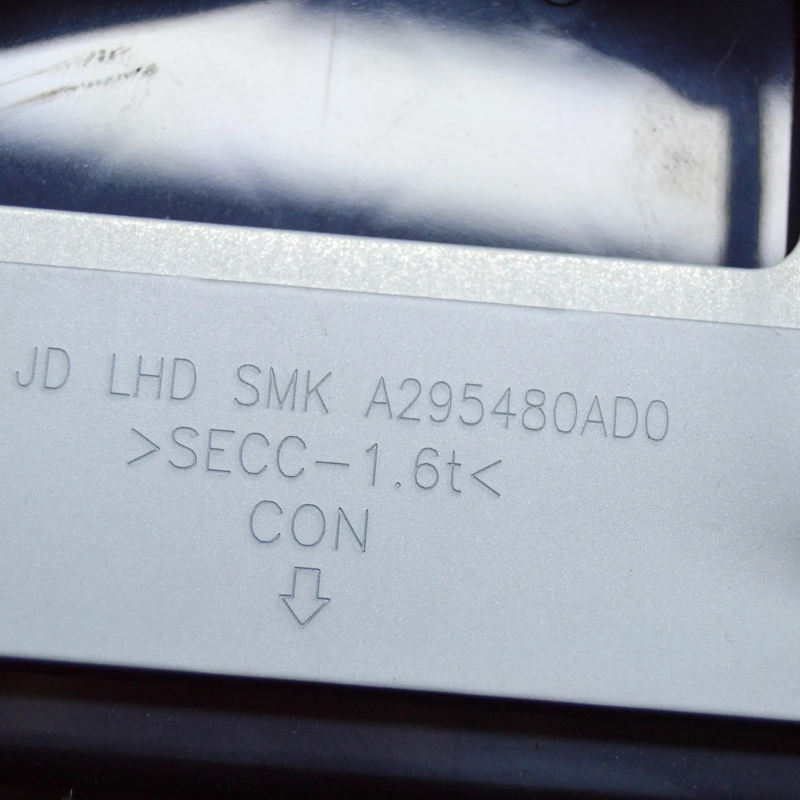 JD LHD SMK A295480AD0
>SECC-1.6t<
CON